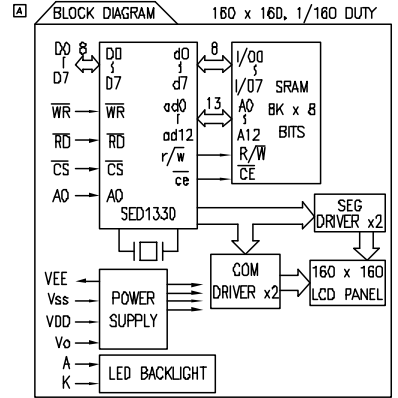 A BLOCK DIAGRAM 160 x 160, 1/160 DUTY
D0 8 D0 d0 8 I/O0
D7 D7 d7 I/O7
SRAM
8K x 8
BITS
WR WR ad0 13 A0
RD RD ad12 A12
CS CS r/w R/W
ce CE
A0 A0
SED1330
SEG
DRIVER x2
COM
DRIVER x2
160 x 160
LCD PANEL
VEE
Vss
VDD
Vo
POWER
SUPPLY
A
K
LED BACKLIGHT